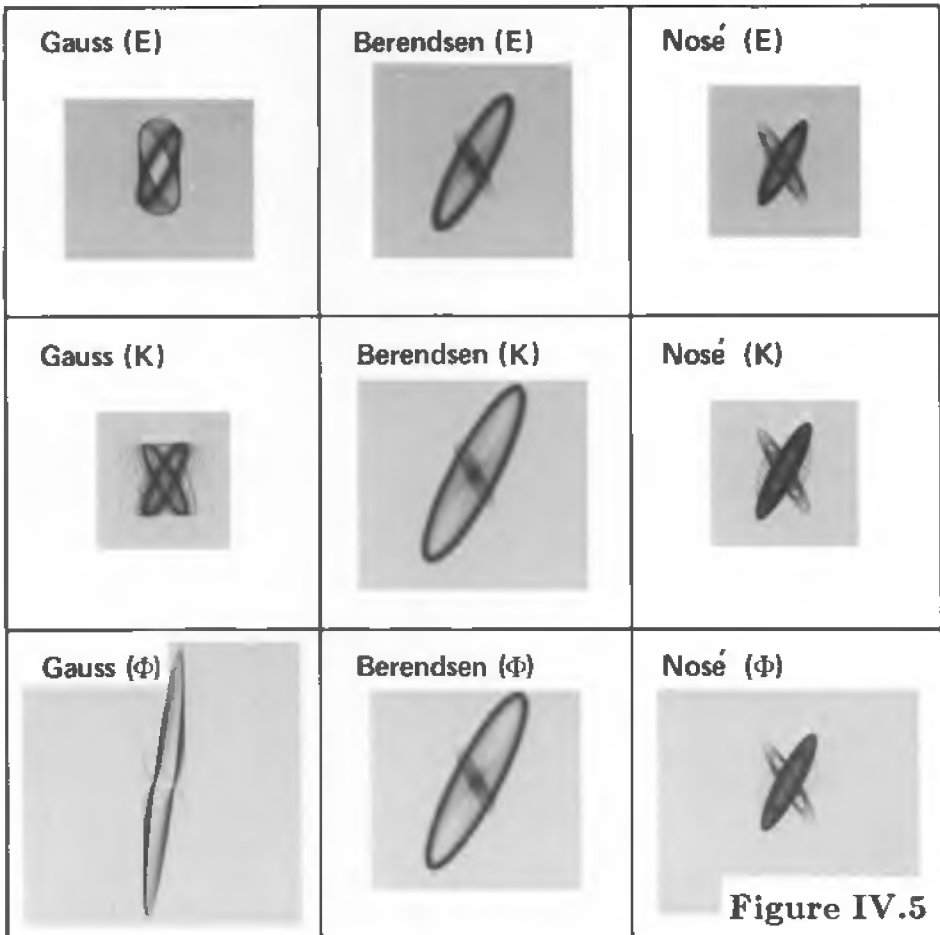 Gauss (E)
Berendsen (E)
Nosé (E)
Gauss (K)
Berendsen (K)
Nosé (K)
Gauss (Φ)
Berendsen (Φ)
Nosé (Φ)
Figure IV.5